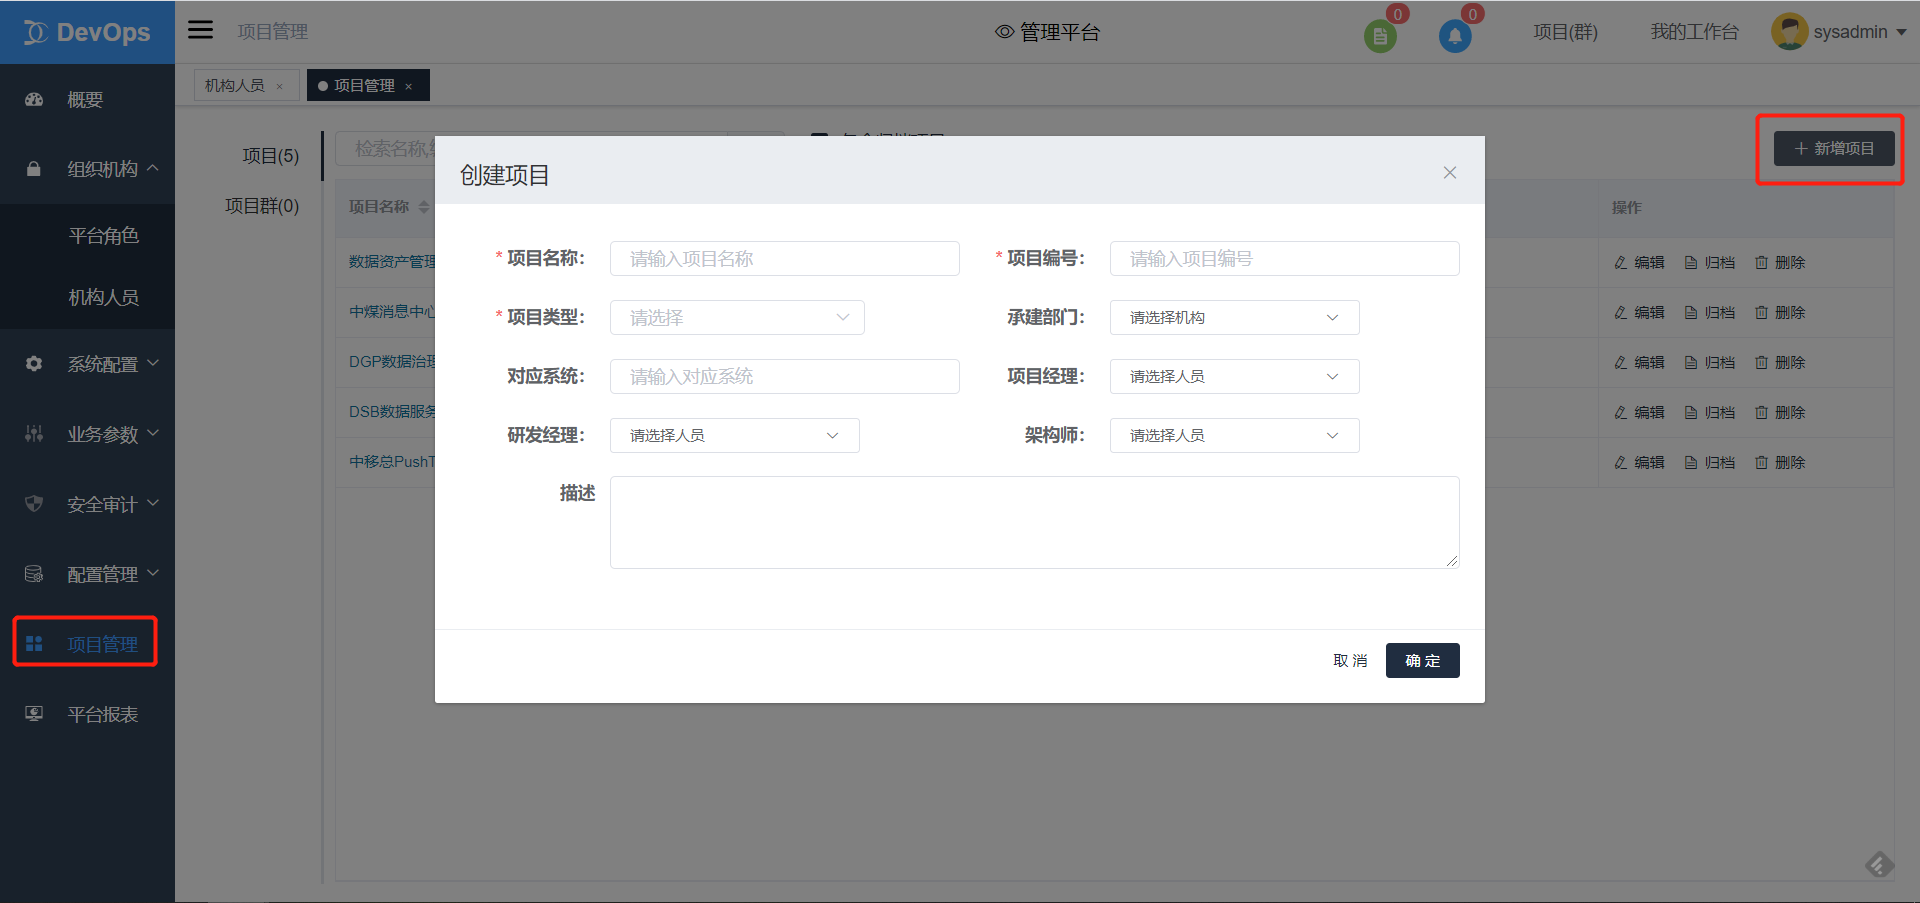 DevOps
项目管理
管理平台
0
0
项目(群)
我的工作台
sysadmin
机构人员 ×
项目管理 ×
概要
组织机构
平台角色
机构人员
系统配置
业务参数
安全审计
配置管理
项目管理
平台报表
项目(5)
项目群(0)
检索名称
+ 新增项目
项目名称
操作
数据资产管理
编辑 归档 删除
中煤消息中心
编辑 归档 删除
DGP数据治理
编辑 归档 删除
DSB数据服务
编辑 归档 删除
中移总PushT
编辑 归档 删除
创建项目
* 项目名称: 请输入项目名称
* 项目编号: 请输入项目编号
* 项目类型: 请选择
承建部门: 请选择机构
对应系统: 请输入对应系统
项目经理: 请选择人员
研发经理: 请选择人员
架构师: 请选择人员
描述
取 消
确 定